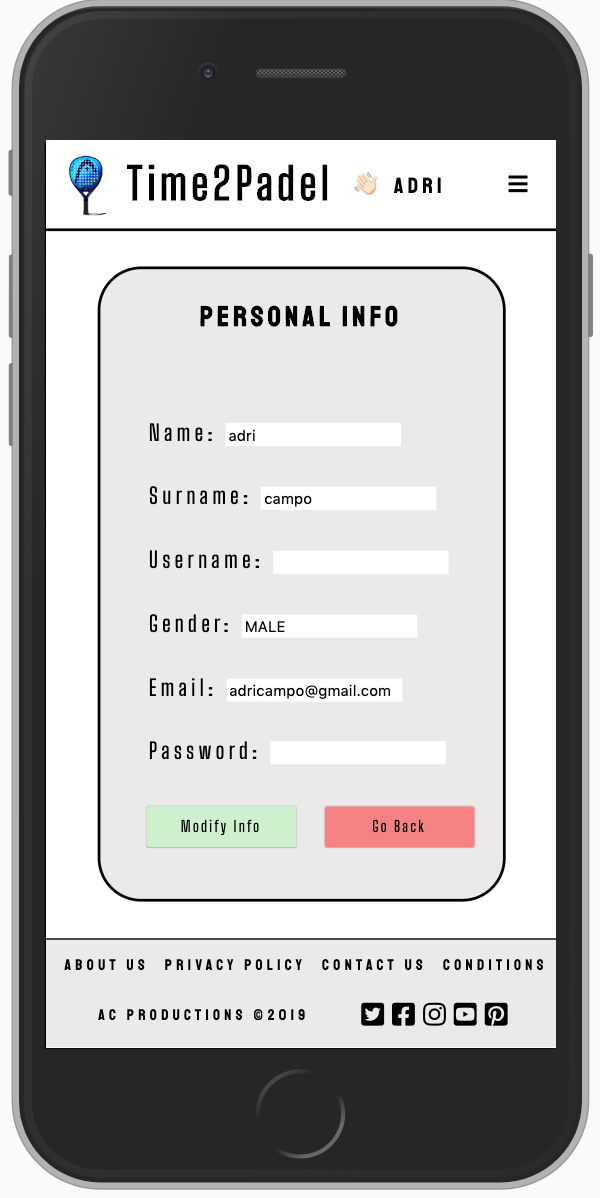 Time2Padel 👋🏻 ADRI
PERSONAL INFO
Name: adri
Surname: campo
Username:
Gender: MALE
Email: adricampo@gmail.com
Password:
Modify Info Go Back
ABOUT US PRIVACY POLICY CONTACT US CONDITIONS
AC PRODUCTIONS ©2019